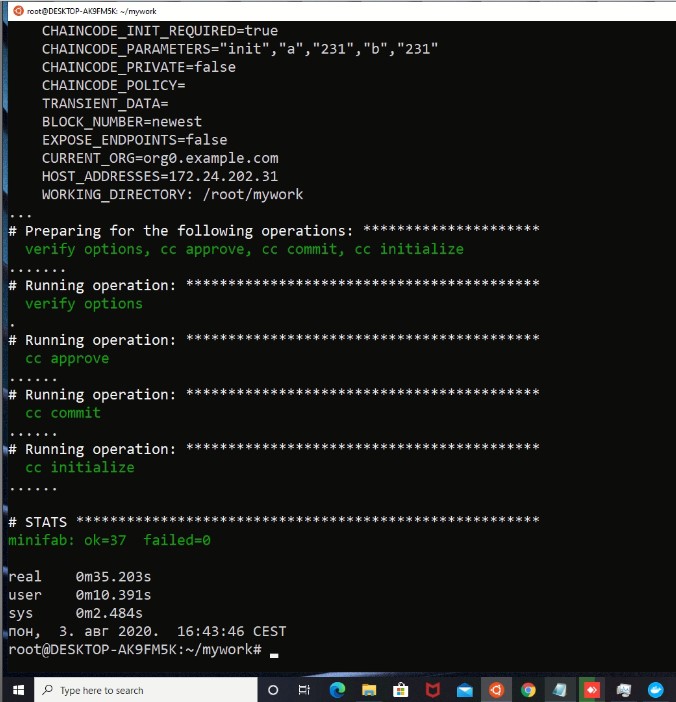 root@DESKTOP-AK9FM5K: ~/mywork
CHAINCODE_INIT_REQUIRED=true
CHAINCODE_PARAMETERS="init","a","231","b","231"
CHAINCODE_PRIVATE=false
CHAINCODE_POLICY=
TRANSIENT_DATA=
BLOCK_NUMBER=newest
EXPOSE_ENDPOINTS=false
CURRENT_ORG=org0.example.com
HOST_ADDRESSES=172.24.202.31
WORKING_DIRECTORY: /root/mywork
...
# Preparing for the following operations: *********************
verify options, cc approve, cc commit, cc initialize
.......
# Running operation: ******************************************
verify options
.
# Running operation: ******************************************
cc approve
......
# Running operation: ******************************************
cc commit
......
# Running operation: ******************************************
cc initialize
......
# STATS *******************************************************
minifab: ok=37  failed=0
real    0m35.203s
user    0m10.391s
sys     0m2.484s
пон,  3. авг 2020.  16:43:46 CEST
root@DESKTOP-AK9FM5K:~/mywork#
Type here to search